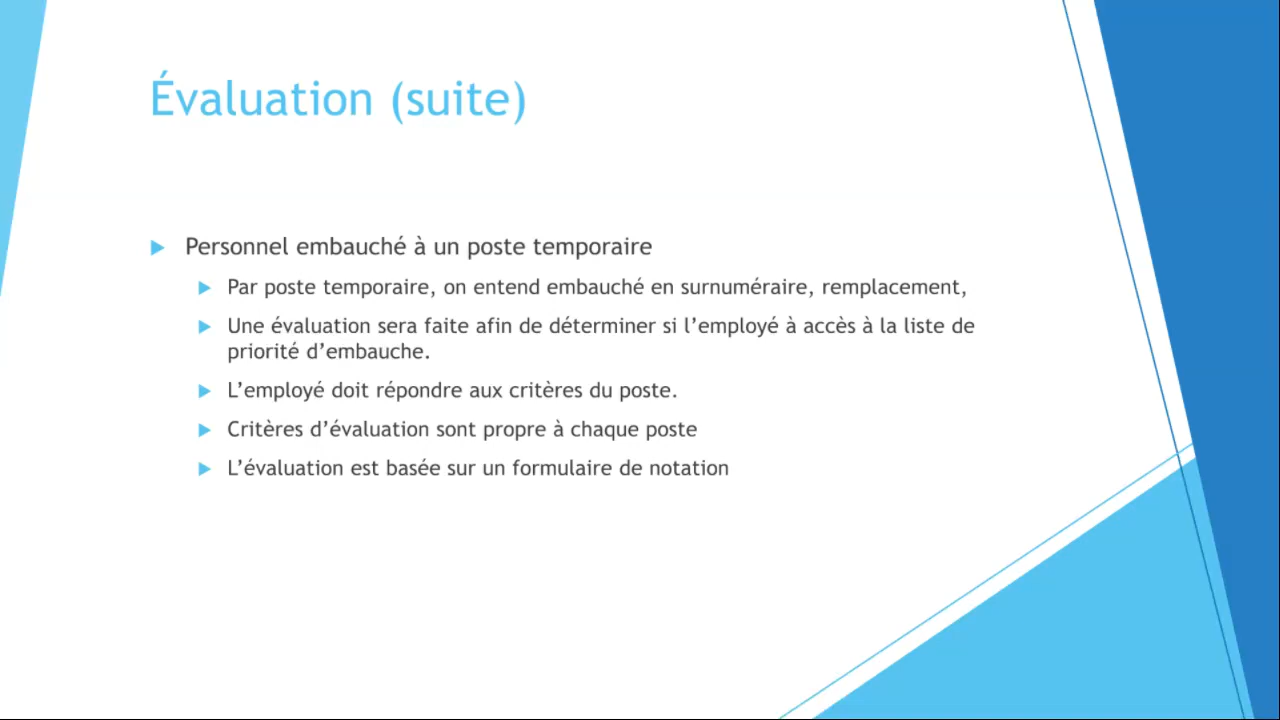 Évaluation (suite)
Personnel embauché à un poste temporaire
Par poste temporaire, on entend embauché en surnuméraire, remplacement,
Une évaluation sera faite afin de déterminer si l’employé à accès à la liste de
priorité d’embauche.
L’employé doit répondre aux critères du poste.
Critères d’évaluation sont propre à chaque poste
L’évaluation est basée sur un formulaire de notation